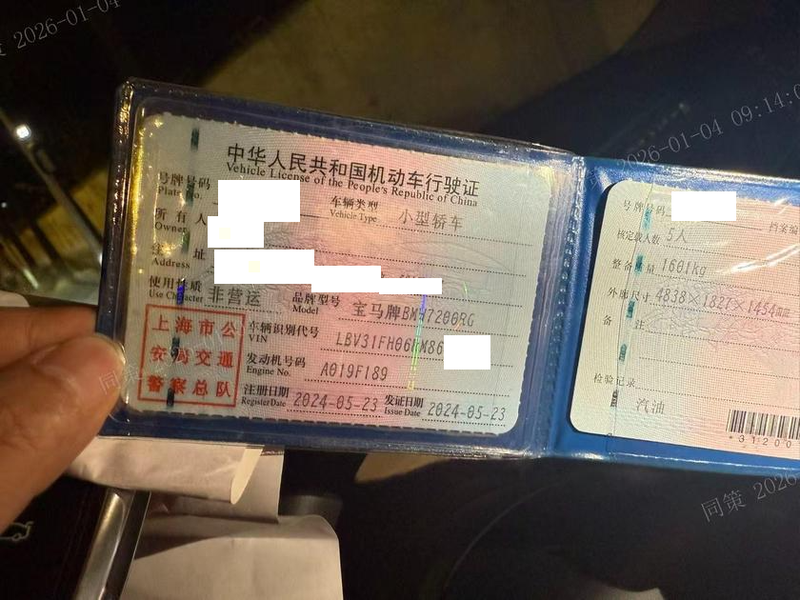 2026-01-04
2026-01-04 09:14:0
中华人民共和国机动车行驶证
Vehicle License of the People's Republic of China
号牌号码
Plate No.
车辆类型
Vehicle Type
小型轿车
所有人
Owner
址
Address
使用性质
Use Character
非营运
品牌型号
Model
宝马牌BMW7200RG
上海市公
安局交通
警察总队
车辆识别代号
VIN
LBV31FH06RM86
发动机号码
Engine No.
A019F189
注册日期
Register Date
2024-05-23
发证日期
Issue Date
2024-05-23
号牌号码
档案编
核定载人数 5人
整备质量 1601kg
外廓尺寸 4838×1827×1454mm
备 注
检验记录
汽油
*31200
同策
同策 2026